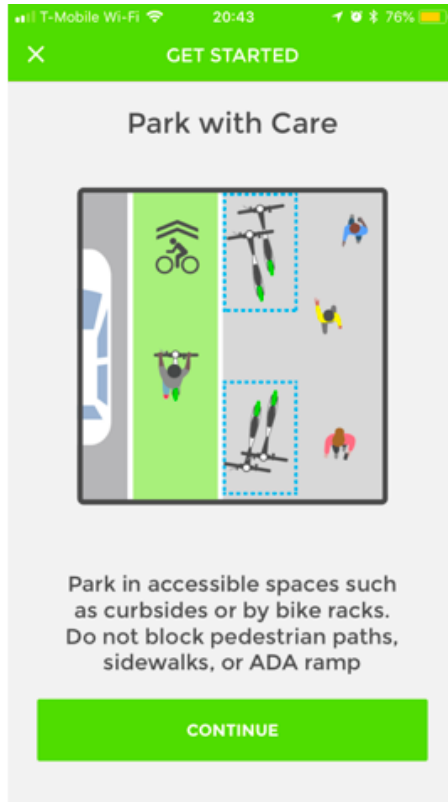 T-Mobile Wi-Fi 20:43 76%
GET STARTED
Park with Care
Park in accessible spaces such
as curbsides or by bike racks.
Do not block pedestrian paths,
sidewalks, or ADA ramp
CONTINUE